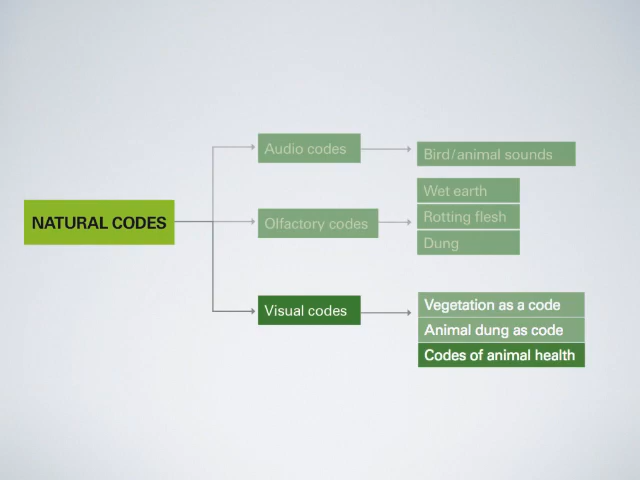 NATURAL CODES
Audio codes
Bird/animal sounds
Olfactory codes
Wet earth
Rotting flesh
Dung
Visual codes
Vegetation as a code
Animal dung as code
Codes of animal health